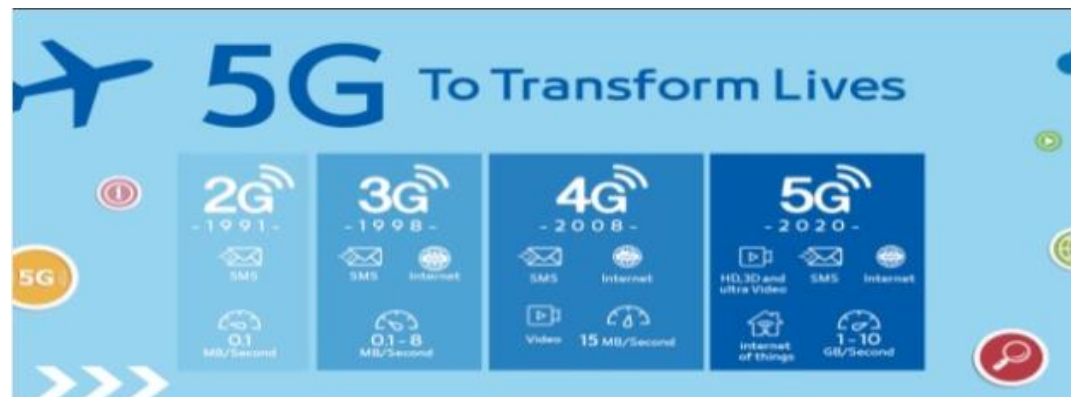 5G To Transform Lives
2G
-1991-
SMS
0.1
MB/Second
3G
-1998-
SMS Internet
0.1 - 8
MB/Second
4G
-2008-
SMS Internet
Video 15 MB/Second
5G
-2020-
HD,3D and
ultra Video
SMS Internet
internet
of things
1-10
GB/Second
5G